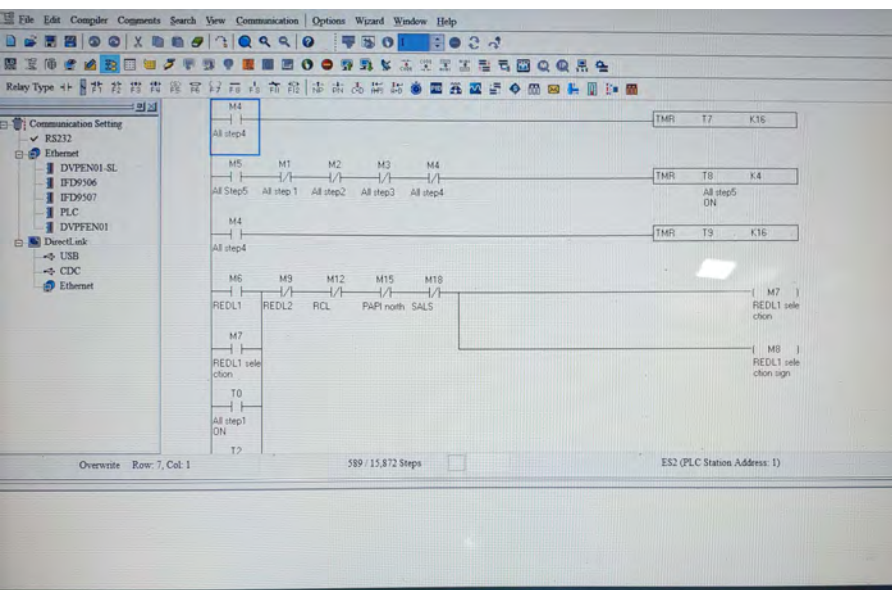 File Edit Compiler Comments Search View Communication Options Wizard Window Help
Relay Type
Communication Setting
RS232
Ethernet
DVPEN01-SL
IFD9506
IFD9507
PLC
DVPFEN01
DirectLink
USB
CDC
Ethernet
M4
TMR T7 K16
All step4
M5 M1 M2 M3 M4
TMR T8 K4
All Step5 All step 1 All step2 All step3 All step4
All step5
ON
M4
TMR T9 K16
All step4
M6 M9 M12 M15 M18
M7
REDL1 REDL2 RCL PAPI north SALS
REDL1 sele
ction
M7
M8
REDL1 sele
ction
REDL1 sele
ction sign
T0
All step1
ON
T2
Overwrite Row: 7, Col: 1 589 / 15,872 Steps ES2 (PLC Station Address: 1)